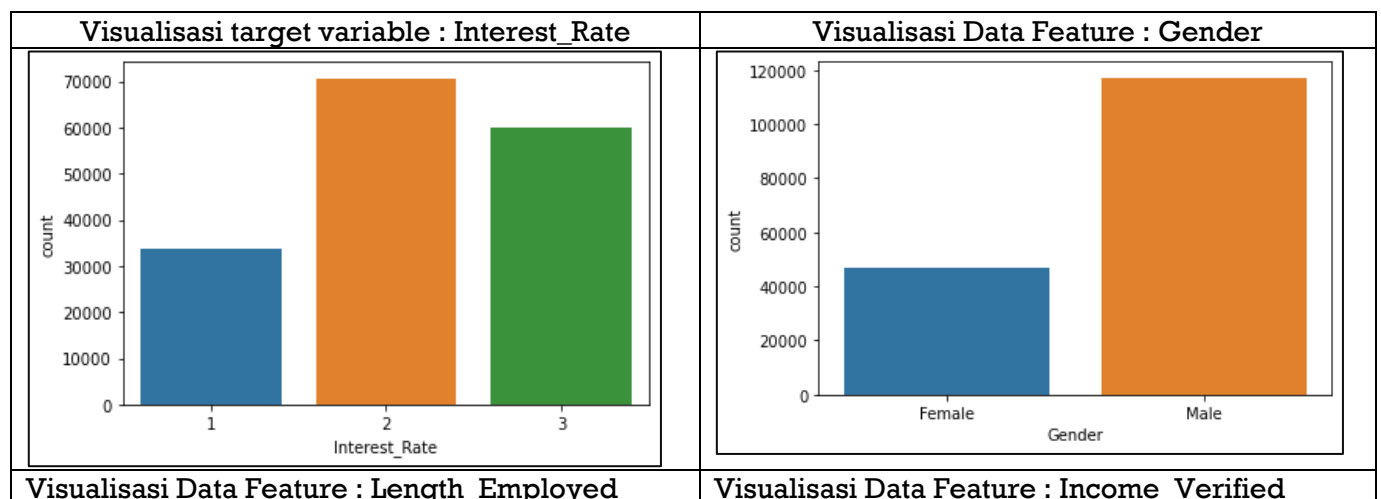 Visualisasi target variable : Interest_Rate
Visualisasi Data Feature : Gender
70000
60000
50000
40000
30000
20000
10000
0
count
1 2 3
Interest_Rate
120000
100000
80000
60000
40000
20000
0
count
Female Male
Gender
Visualisasi Data Feature : Length_Employed
Visualisasi Data Feature : Income_Verified